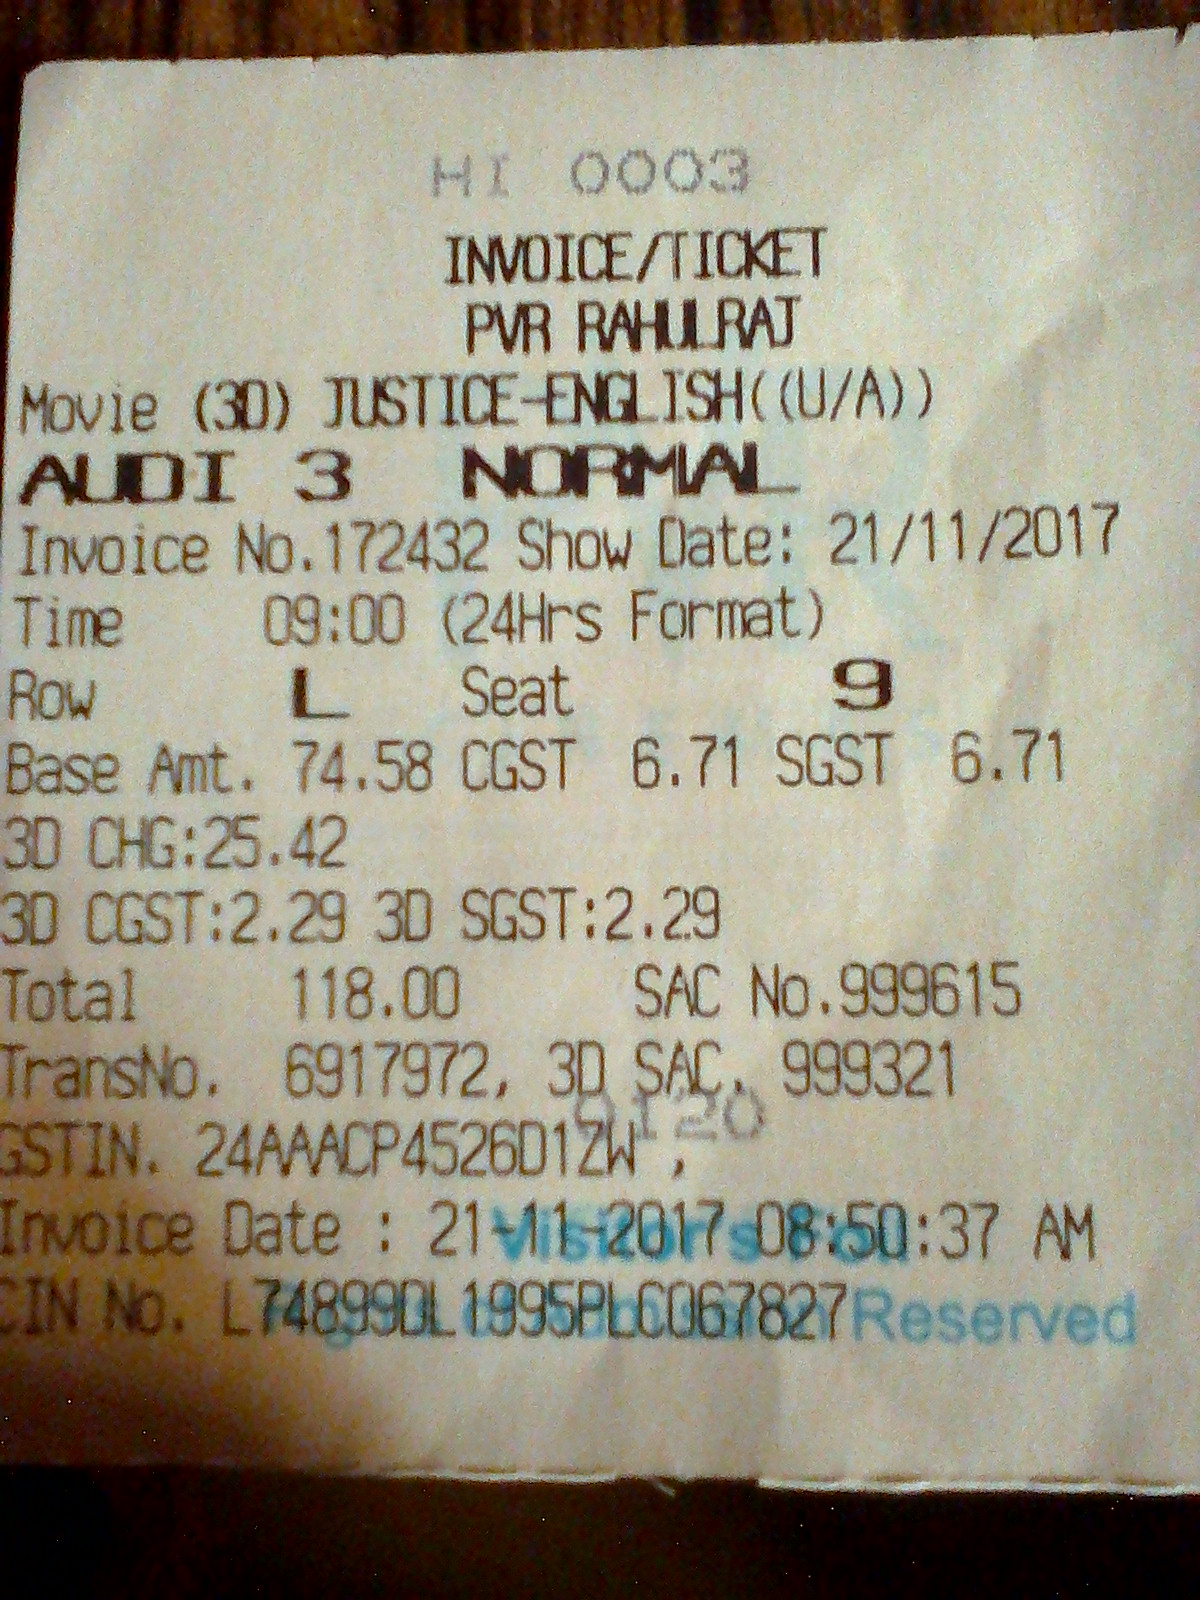 HI 0003
INVOICE/TICKET
PVR RAHULRAJ
Movie (3D) JUSTICE-ENGLISH((U/A))
AUDI 3 NORMAL
Invoice No.172432 Show Date: 21/11/2017
Time 09:00 (24Hrs Format)
Row L Seat 9
Base Amt. 74.58 CGST 6.71 SGST 6.71
3D CHG:25.42
3D CGST:2.29 3D SGST:2.29
Total 118.00 SAC No.999615
TransNo. 6917972, 3D SAC. 999321
0120
GSTIN. 24AAACP4526D1ZW ,
Invoice Date : 21-11-2017 08:50:37 AM
Visitor's
CIN No. L74899DL1995PLC067827
Reserved